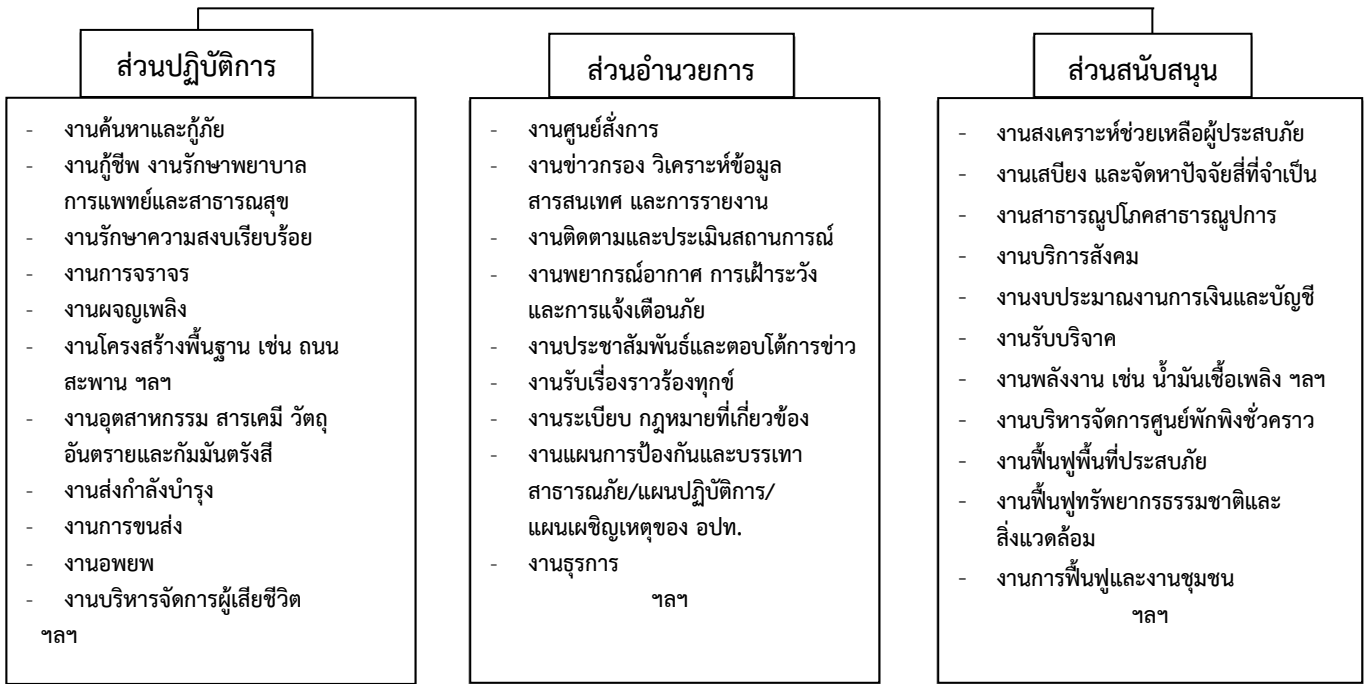 ส่วนปฏิบัติการ
- งานค้นหาและกู้ภัย
- งานกู้ชีพ งานรักษาพยาบาล
การแพทย์และสาธารณสุข
- งานรักษาความสงบเรียบร้อย
- งานการจราจร
- งานผจญเพลิง
- งานโครงสร้างพื้นฐาน เช่น ถนน
สะพาน ฯลฯ
- งานอุตสาหกรรม สารเคมี วัตถุ
อันตรายและกัมมันตรังสี
- งานส่งกำลังบำรุง
- งานการขนส่ง
- งานอพยพ
- งานบริหารจัดการผู้เสียชีวิต
ฯลฯ
ส่วนอำนวยการ
- งานศูนย์สั่งการ
- งานข่าวกรอง วิเคราะห์ข้อมูล
สารสนเทศ และการรายงาน
- งานติดตามและประเมินสถานการณ์
- งานพยากรณ์อากาศ การเฝ้าระวัง
และการแจ้งเตือนภัย
- งานประชาสัมพันธ์และตอบโต้การข่าว
- งานรับเรื่องราวร้องทุกข์
- งานระเบียบ กฎหมายที่เกี่ยวข้อง
- งานแผนการป้องกันและบรรเทา
สาธารณภัย/แผนปฏิบัติการ/
แผนเผชิญเหตุของ อปท.
- งานธุรการ
ฯลฯ
ส่วนสนับสนุน
- งานสงเคราะห์ช่วยเหลือผู้ประสบภัย
- งานเสบียง และจัดหาปัจจัยสี่ที่จำเป็น
- งานสาธารณูปโภคสาธารณูปการ
- งานบริการสังคม
- งานงบประมาณงานการเงินและบัญชี
- งานรับบริจาค
- งานพลังงาน เช่น น้ำมันเชื้อเพลิง ฯลฯ
- งานบริหารจัดการศูนย์พักพิงชั่วคราว
- งานฟื้นฟูพื้นที่ประสบภัย
- งานฟื้นฟูทรัพยากรธรรมชาติและ
สิ่งแวดล้อม
- งานการฟื้นฟูและงานชุมชน
ฯลฯ